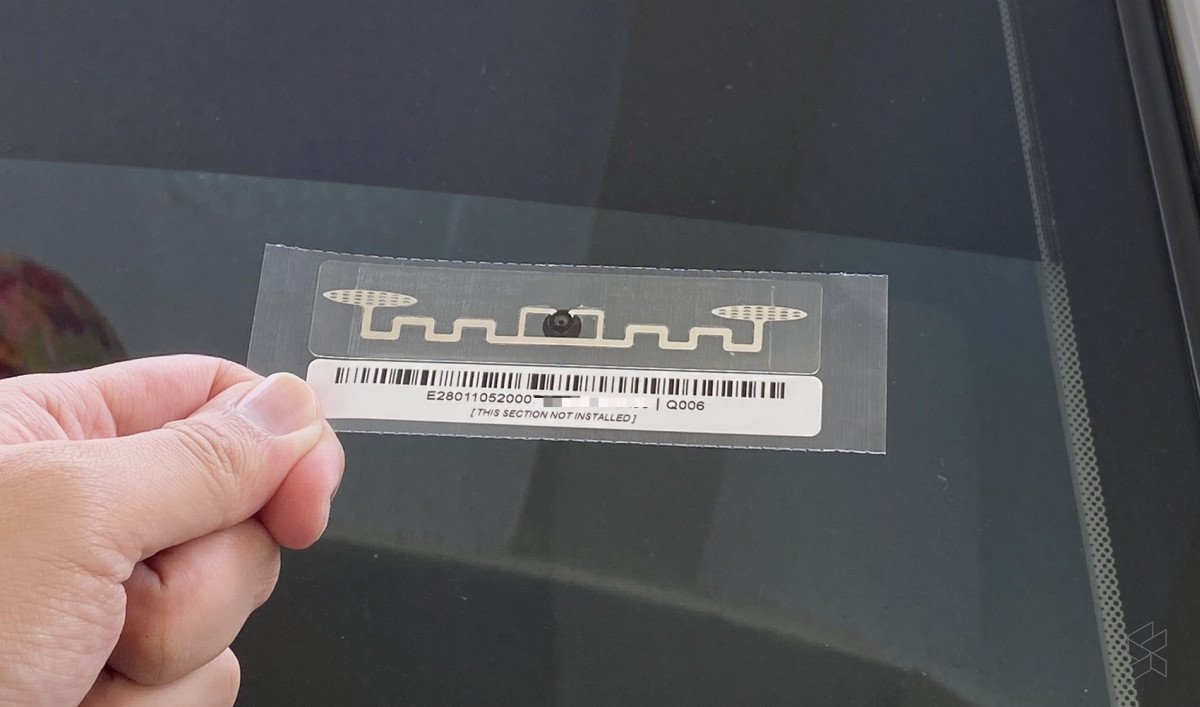 E28011052000 | Q006
[ THIS SECTION NOT INSTALLED ]